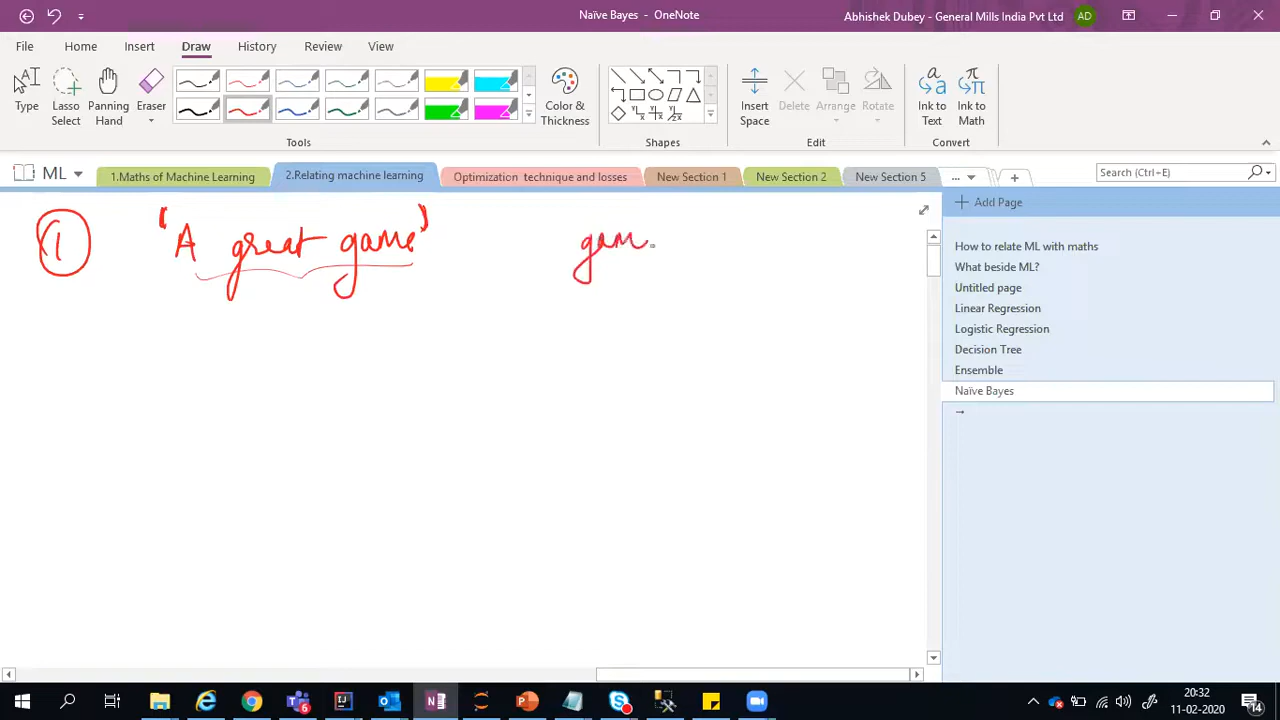 Naïve Bayes - OneNote
Abhishek Dubey - General Mills India Pvt Ltd AD
File Home Insert Draw History Review View
Type Lasso Select Panning Hand Eraser Color & Thickness Insert Space Delete Arrange Rotate Ink to Text Ink to Math
Tools Shapes Edit Convert
ML 1.Maths of Machine Learning 2.Relating machine learning Optimization technique and losses New Section 1 New Section 2 New Section 5 ... Search (Ctrl+E)
Add Page
1 "A great game" gam
How to relate ML with maths
What beside ML?
Untitled page
Linear Regression
Logistic Regression
Decision Tree
Ensemble
Naïve Bayes
→
20:32
11-02-2020
14